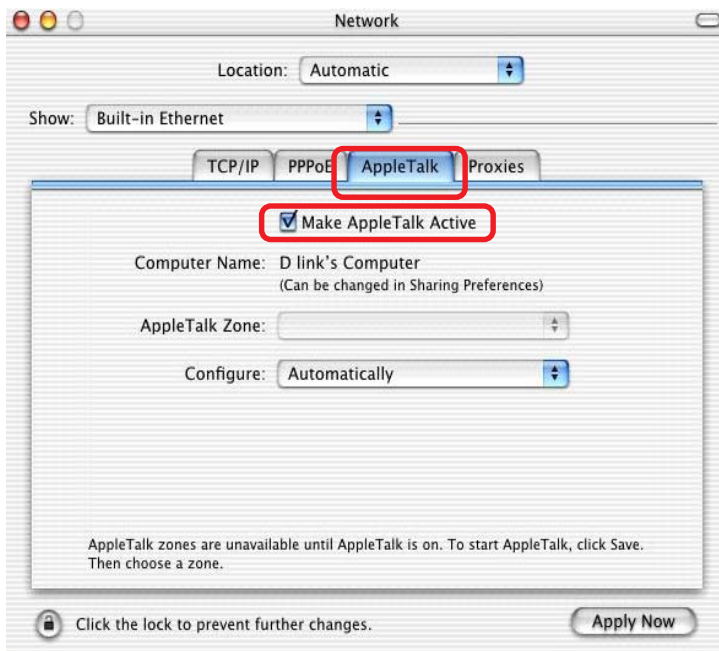 Network
Location: Automatic
Show: Built-in Ethernet
TCP/IP PPPoE AppleTalk Proxies
Make AppleTalk Active
Computer Name: D link's Computer
(Can be changed in Sharing Preferences)
AppleTalk Zone:
Configure: Automatically
AppleTalk zones are unavailable until AppleTalk is on. To start AppleTalk, click Save.
Then choose a zone.
Click the lock to prevent further changes. Apply Now